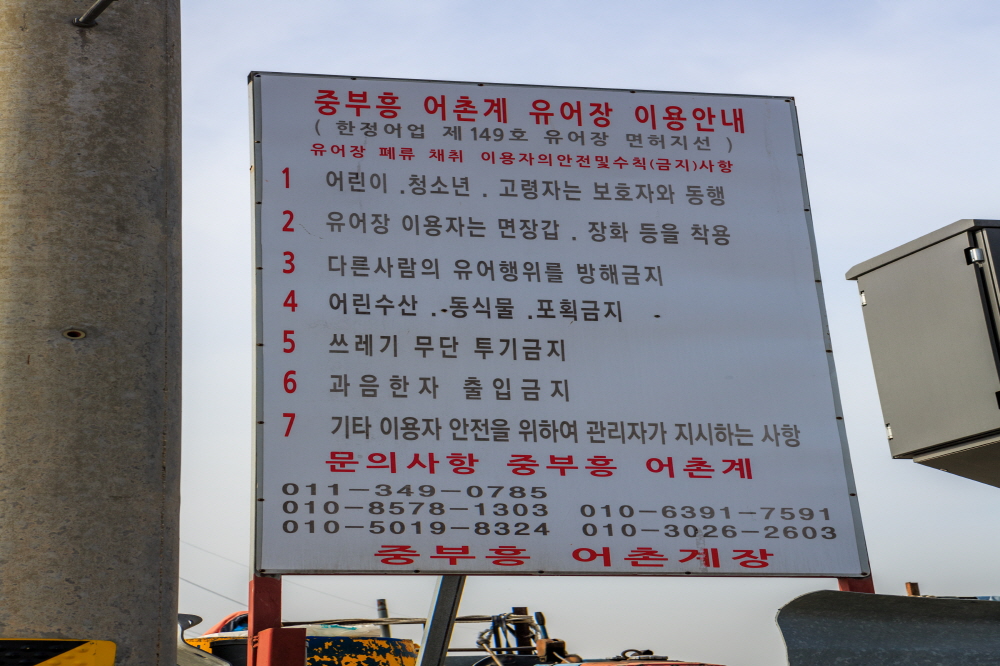 중부흥 어촌계 유어장 이용안내
( 한정어업 제149호 유어장 면허지선 )
유어장 폐류 채취 이용자의안전및수칙(금지)사항
1 어린이 .청소년 . 고령자는 보호자와 동행
2 유어장 이용자는 면장갑 . 장화 등을 착용
3 다른사람의 유어행위를 방해금지
4 어린수산 . 동식물 .포획금지
5 쓰레기 무단 투기금지
6 과음한자 출입금지
7 기타 이용자 안전을 위하여 관리자가 지시하는 사항
문의사항 중부흥 어촌계
011-349-0785
010-8578-1303 010-6391-7591
010-5019-8324 010-3026-2603
중부흥 어촌계장